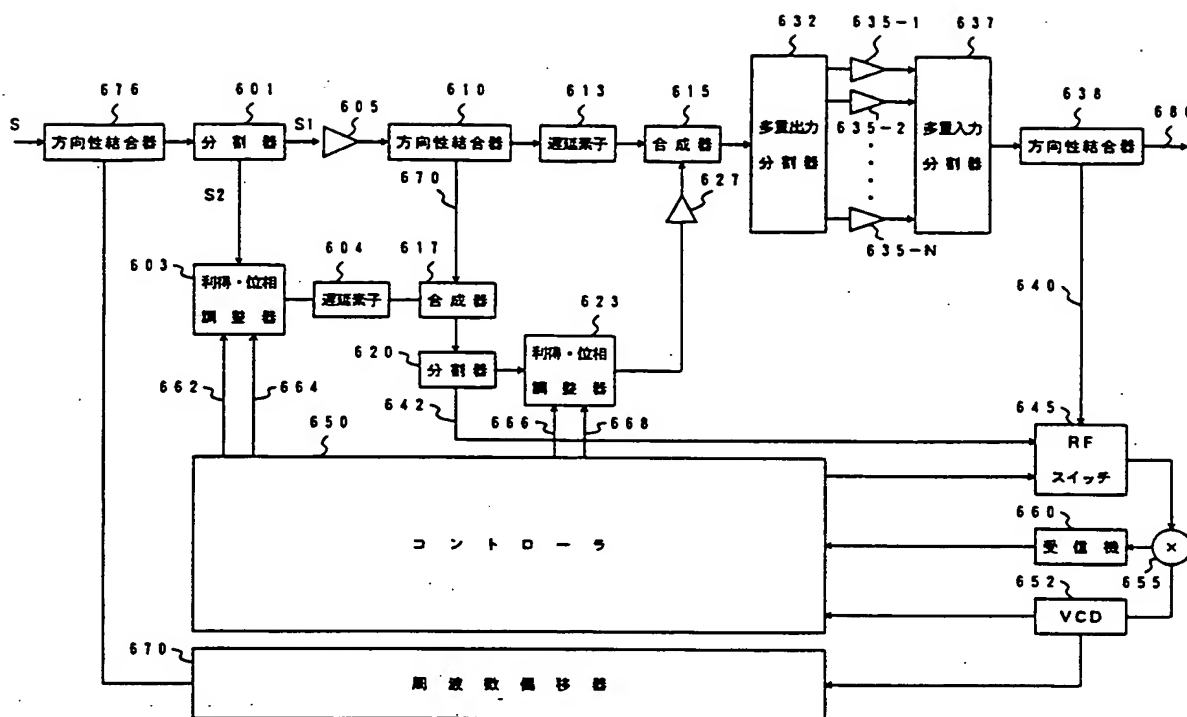 632
635-1
637
676
601
605
610
613
615
638
680
S
方向性結合器
分割器
S1
方向性結合器
遅延素子
合成器
多重出力
分割器
635-2
多重入力
分割器
方向性結合器
S2
670
627
635-N
603
604
617
利得・位相
調整器
遅延素子
合成器
623
640
620
分割器
利得・位相
調整器
662
664
642
666
668
645
650
RF
スイッチ
コントローラ
660
受信機
×
655
652
VCD
670
周波数偏移器